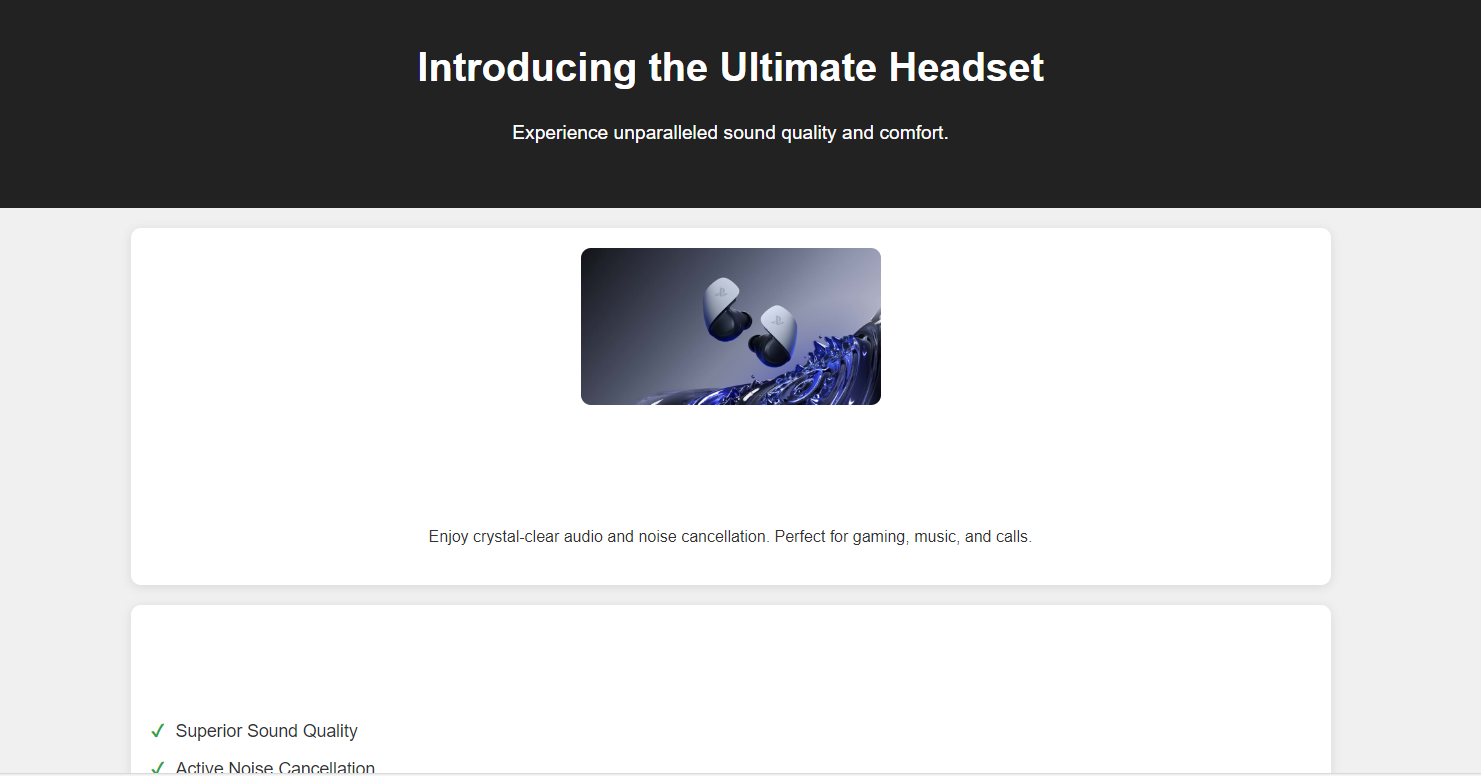 Introducing the Ultimate Headset
Experience unparalleled sound quality and comfort.
Enjoy crystal-clear audio and noise cancellation. Perfect for gaming, music, and calls.
✓ Superior Sound Quality
✓ Active Noise Cancellation